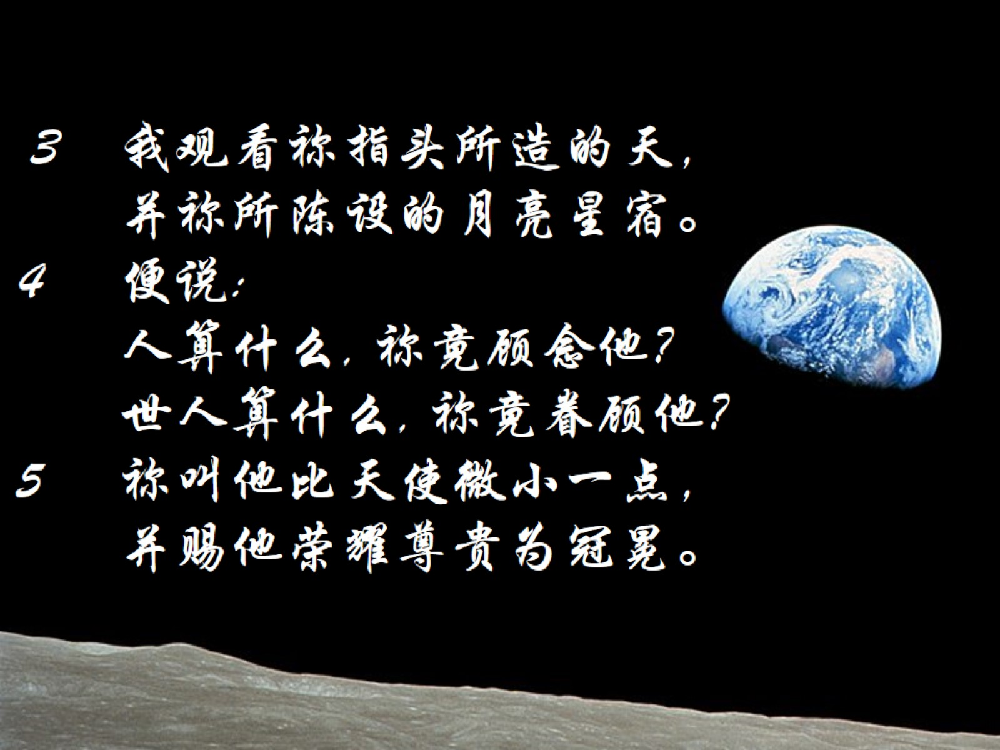 3 我观看祢指头所造的天，
并祢所陈设的月亮星宿。
4 便说：
人算什么，祢竟顾念他？
世人算什么，祢竟眷顾他？
5 祢叫他比天使微小一点，
并赐他荣耀尊贵为冠冕。